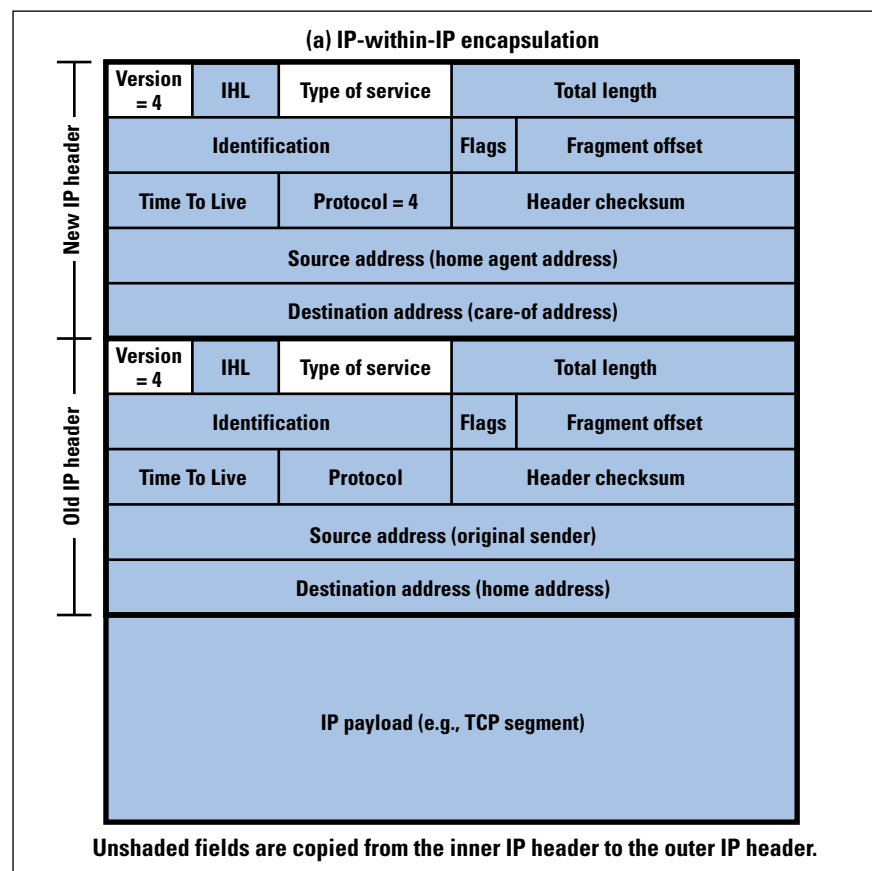 (a) IP-within-IP encapsulation
New IP header
Version = 4
IHL
Type of service
Total length
Identification
Flags
Fragment offset
Time To Live
Protocol = 4
Header checksum
Source address (home agent address)
Destination address (care-of address)
Old IP header
Version = 4
IHL
Type of service
Total length
Identification
Flags
Fragment offset
Time To Live
Protocol
Header checksum
Source address (original sender)
Destination address (home address)
IP payload (e.g., TCP segment)
Unshaded fields are copied from the inner IP header to the outer IP header.